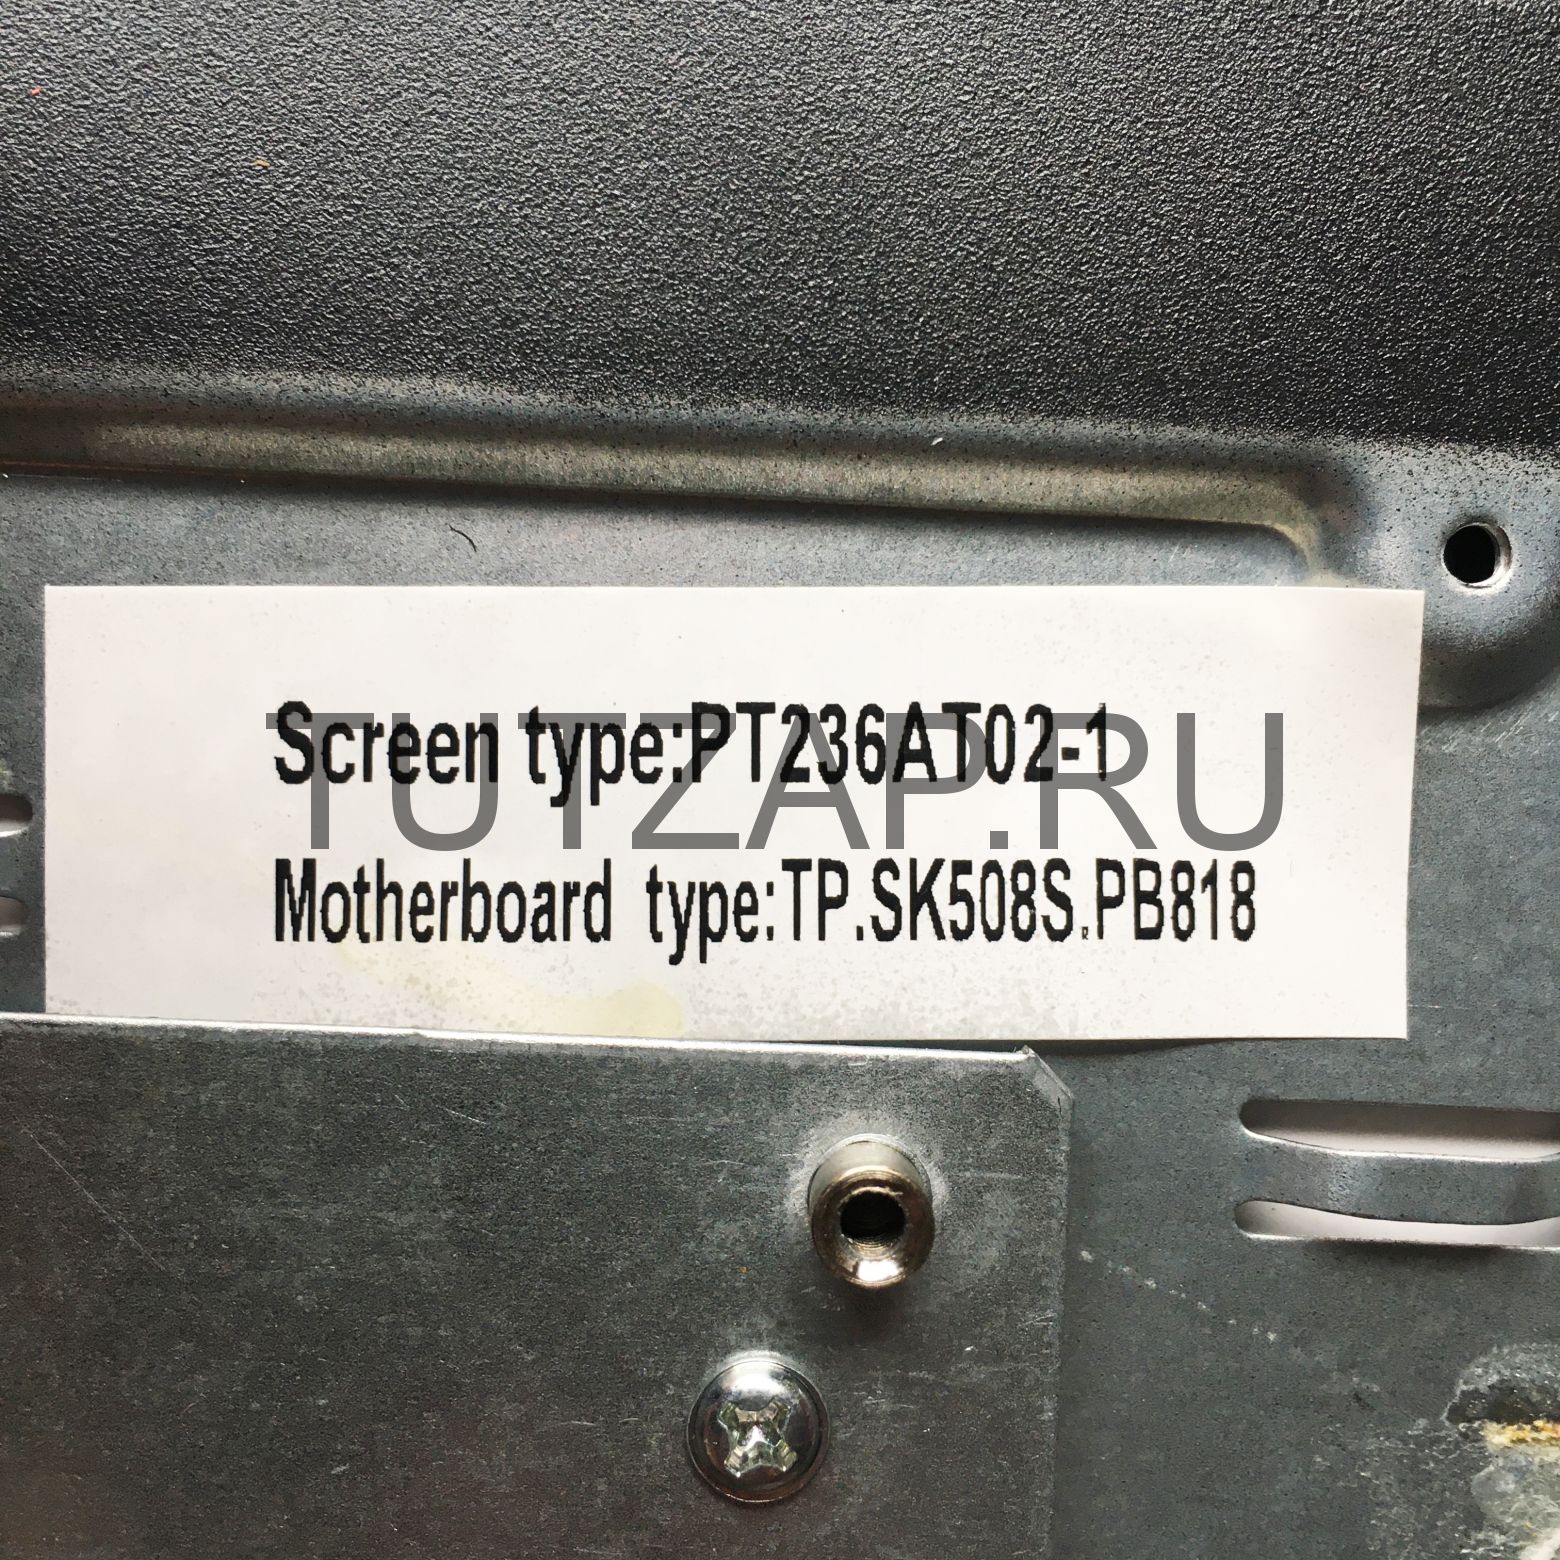 Screen type:PT236AT02-1
TUTZAP.RU
Motherboard type:TP.SK508S.PB818